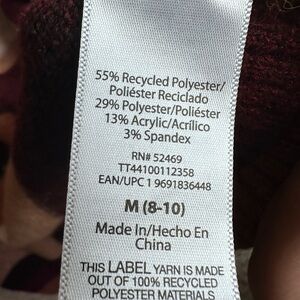 55% Recycled Polyester/
Poliéster Reciclado
29% Polyester/Poliéster
13% Acrylic/Acrílico
3% Spandex
RN# 52469
TT44100112358
EAN/UPC 1 9691836448
M (8-10)
Made In/Hecho En
China
THIS LABEL YARN IS MADE
OUT OF 100% RECYCLED
POLYESTER MATERIALS